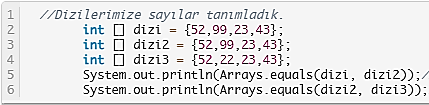 1 //Dizilerimize sayılar tanımladık.
2 int [] dizi = {52,99,23,43};
3 int [] dizi2 = {52,99,23,43};
4 int [] dizi3 = {52,22,23,43};
5 System.out.println(Arrays.equals(dizi, dizi2));/
6 System.out.println(Arrays.equals(dizi2, dizi3));